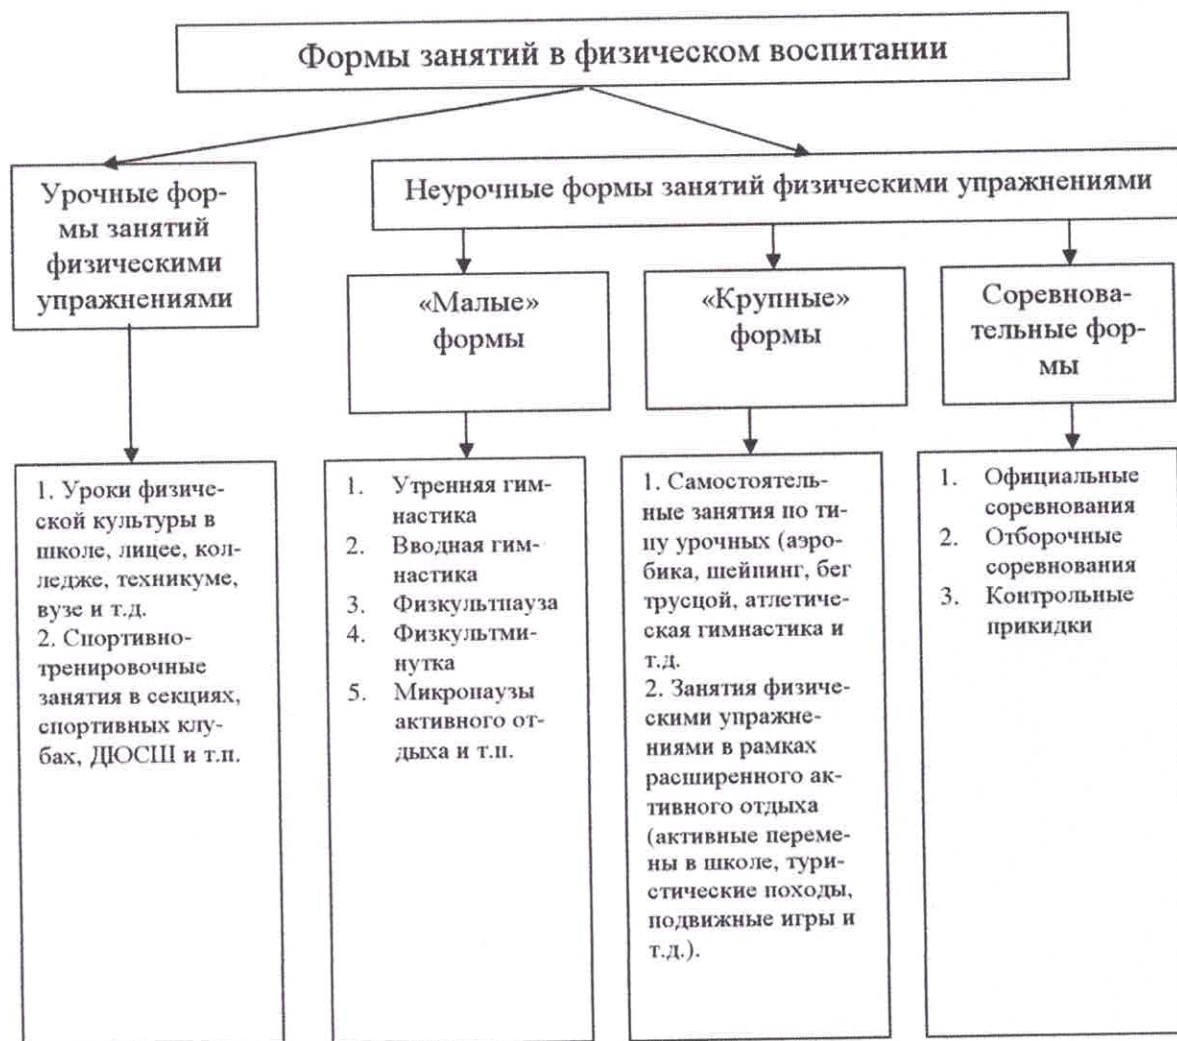 Формы занятий в физическом воспитании
Урочные фор-
мы занятий
физическими
упражнениями
Неурочные формы занятий физическими упражнениями
«Малые»
формы
«Крупные»
формы
Соревнова-
тельные фор-
мы
1. Уроки физиче-
ской культуры в
школе, лицее, кол-
ледже, техникуме,
вузе и т.д.
2. Спортивно-
тренировочные
занятия в секциях,
спортивных клу-
бах, ДЮСШ и т.п.
1. Утренняя гим-
настика
2. Вводная гим-
настика
3. Физкультпауза
4. Физкультми-
нутка
5. Микропаузы
активного от-
дыха и т.п.
1. Самостоятель-
ные занятия по ти-
пу урочных (аэро-
бика, шейпинг, бег
трусцой, атлетиче-
ская гимнастика и
т.д.
2. Занятия физиче-
скими упражне-
ниями в рамках
расширенного ак-
тивного отдыха
(активные переме-
ны в школе, тури-
стические походы,
подвижные игры и
т.д.).
1. Официальные
соревнования
2. Отборочные
соревнования
3. Контрольные
прикидки